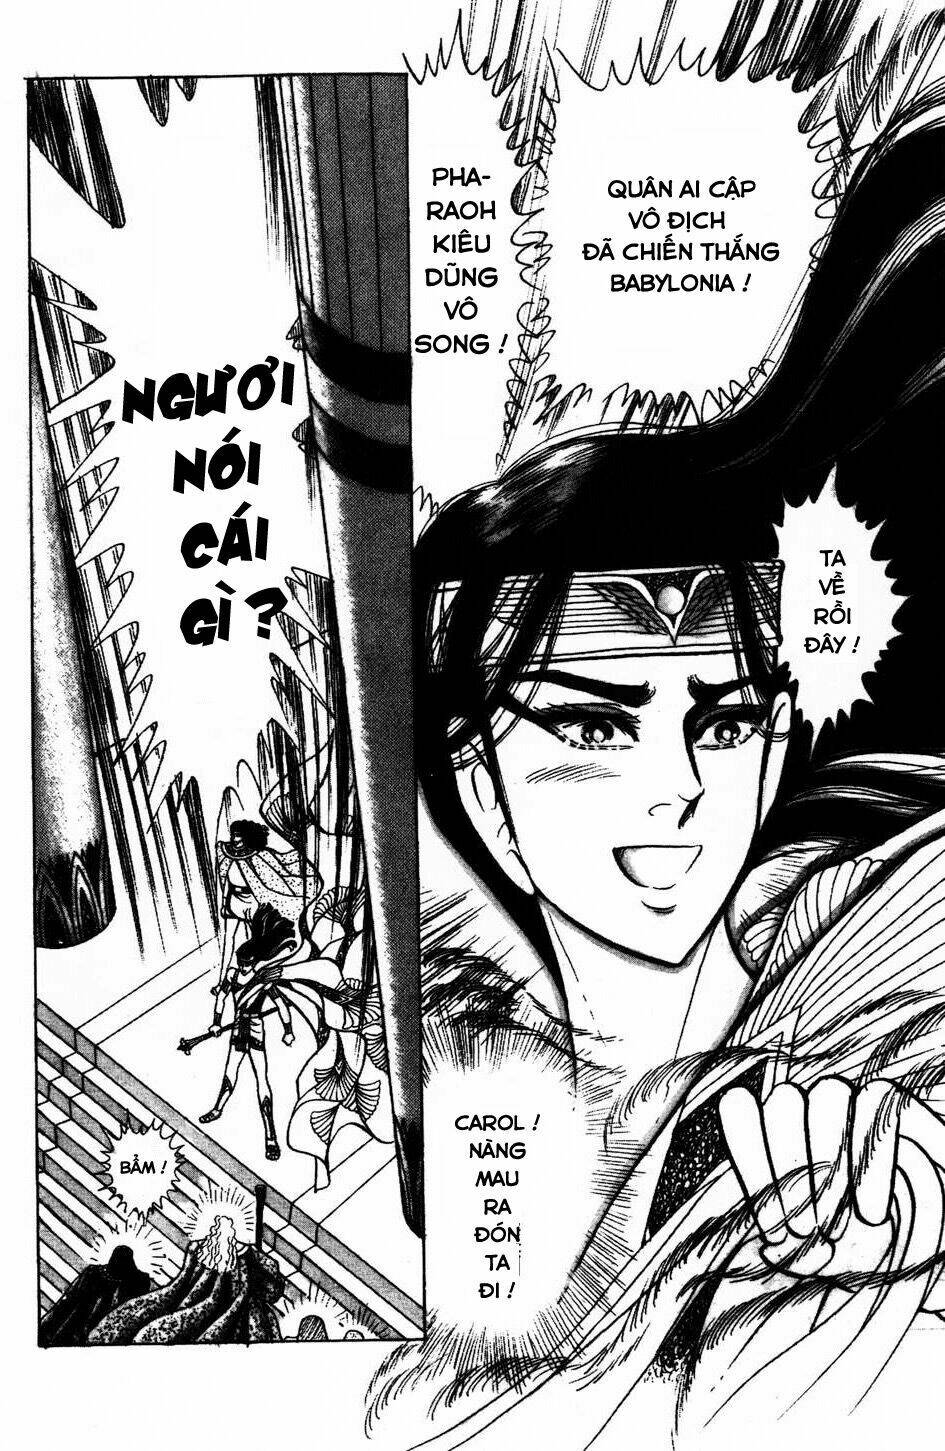 QUÂN AI CẬP
VÔ ĐỊCH
ĐÃ CHIẾN THẮNG
BABYLONIA !
PHA-
RAOH
KIÊU
DŨNG
VÔ
SONG !
TA
VỀ
RỒI
ĐÂY !
CAROL !
NÀNG
MAU
RA
ĐÓN
TA
ĐI !
NGƯƠI
NÓI
CÁI
GÌ ?
BẨM !